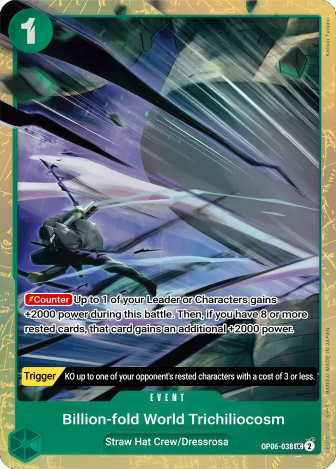 1
⚡Counter Up to 1 of your Leader or Characters gains
+2000 power during this battle. Then, if you have 8 or more
rested cards, that card gains an additional +2000 power.
Trigger KO up to one of your opponent's rested characters with a cost of 3 or less.
EVENT
Billion-fold World Trichiliocosm
Straw Hat Crew/Dressrosa
OP06-038 UC 2